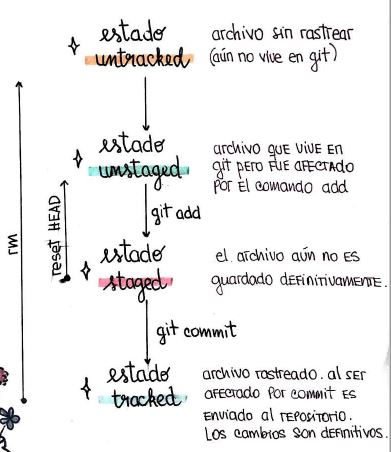 estado
untracked
archivo sin rastrear
(aún no vive en git)
estado
unstaged
archivo que vive en
git pero fue afectado
por el comando add
git add
reset HEAD
rm
estado
staged
el archivo aún no es
guardado definitivamente.
git commit
estado
tracked
archivo rastreado. al ser
afectado por commit es
enviado al repositorio.
Los cambios son definitivos.